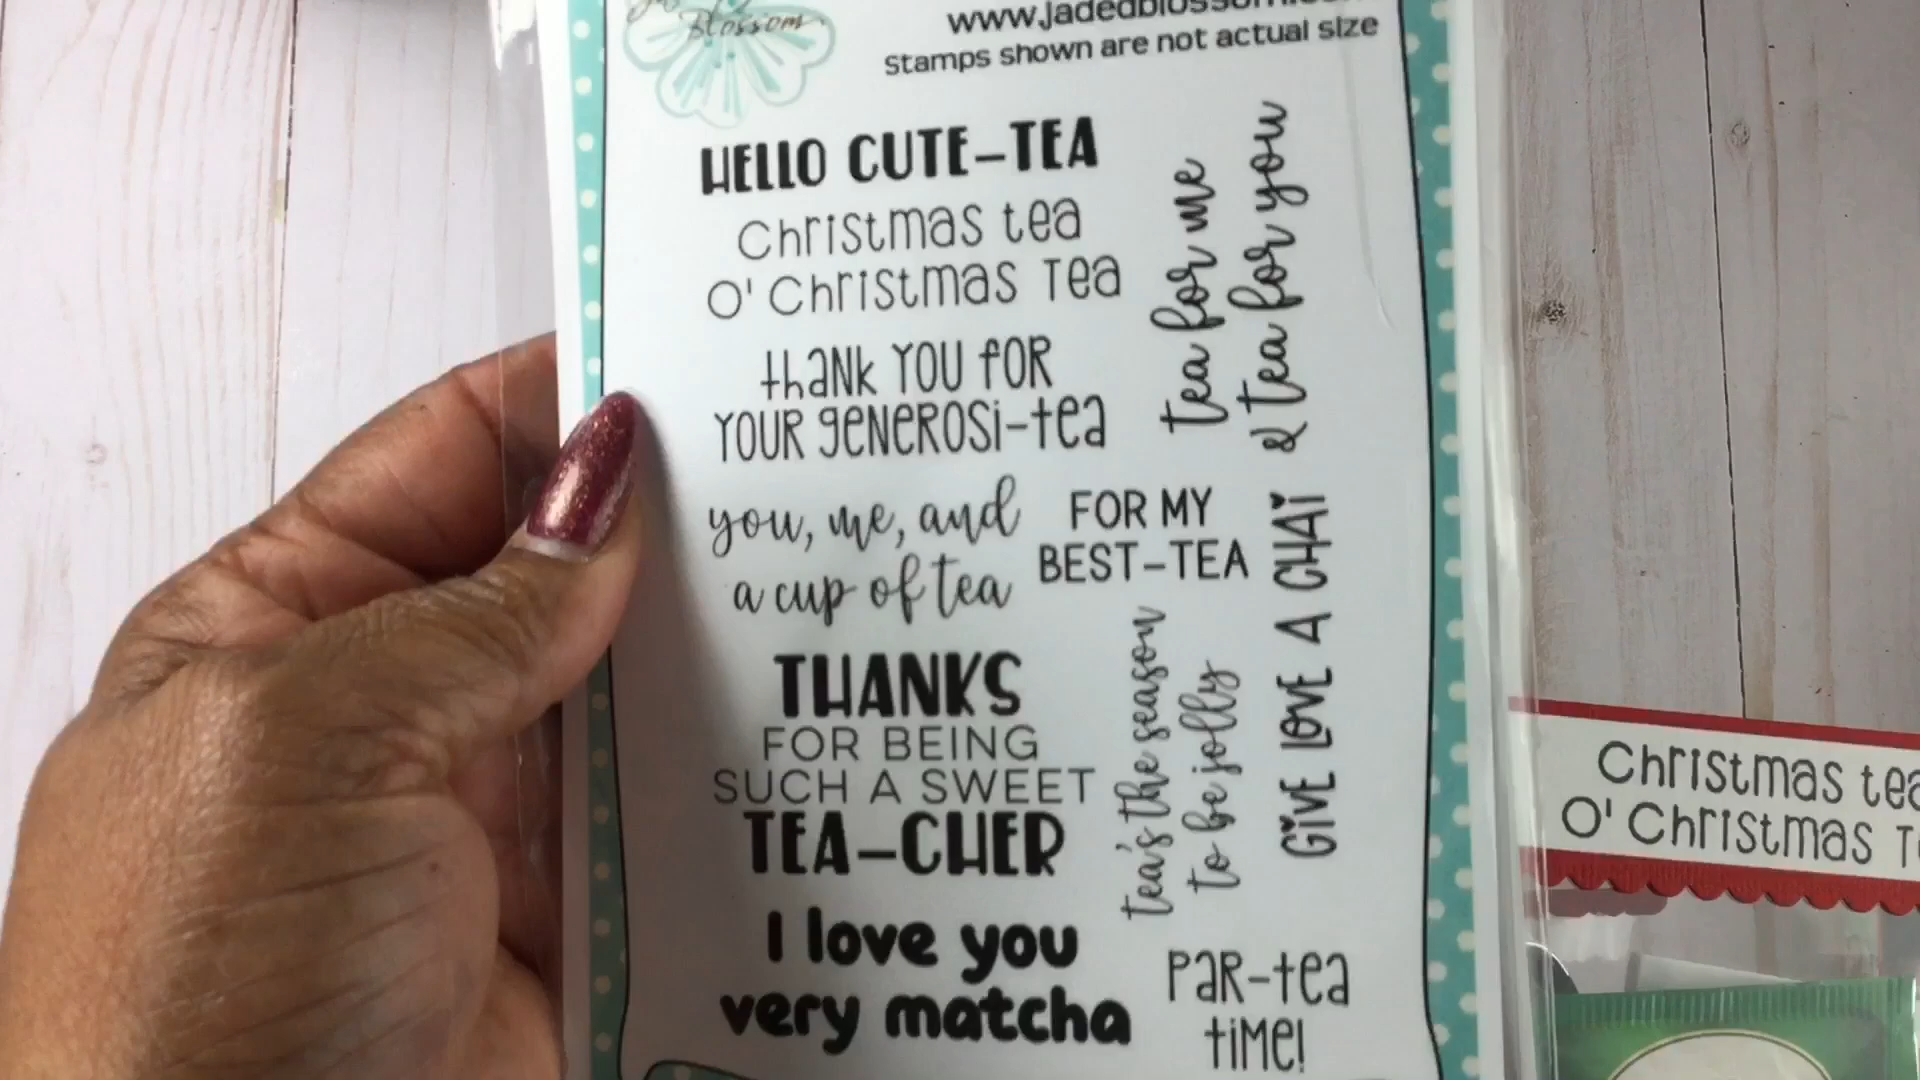 Blossom
www.jadedblossom.
Stamps shown are not actual size
HELLO CUTE-TEA
Christmas tea
O' Christmas Tea
thank you for
your generosi-tea
you, me, and
a cup of tea
THANKS
FOR BEING
SUCH A SWEET
TEA-CHER
I love you
very matcha
tea for me
& tea for you
FOR MY
BEST-TEA
GIVE LOVE A CHAI
tea's the season
to be jolly
Par-tea
time!
Christmas tea
O' Christmas T